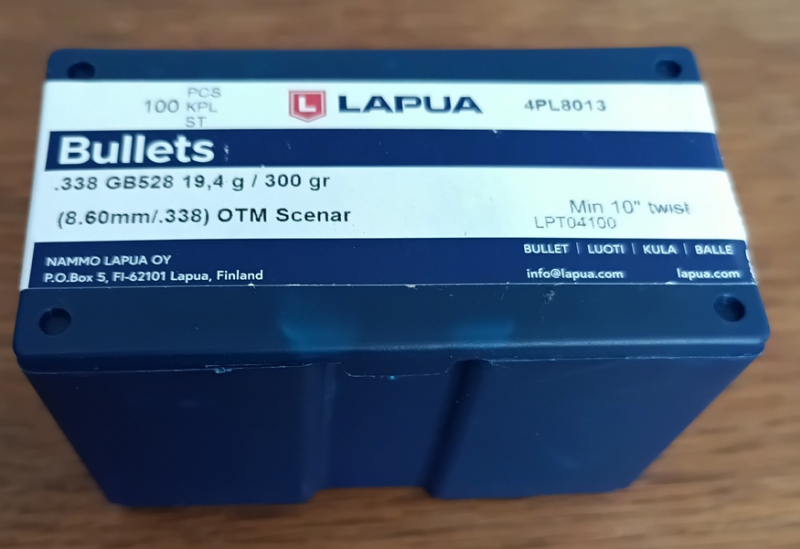 100 PCS
KPL
ST
L LAPUA
4PL8013
Bullets
.338 GB528 19,4 g / 300 gr
(8.60mm/.338) OTM Scenar
Min 10" twist
LPT04100
NAMMO LAPUA OY
P.O.Box 5, FI-62101 Lapua, Finland
BULLET | LUOTI | KULA | BALLE
info@lapua.com lapua.com